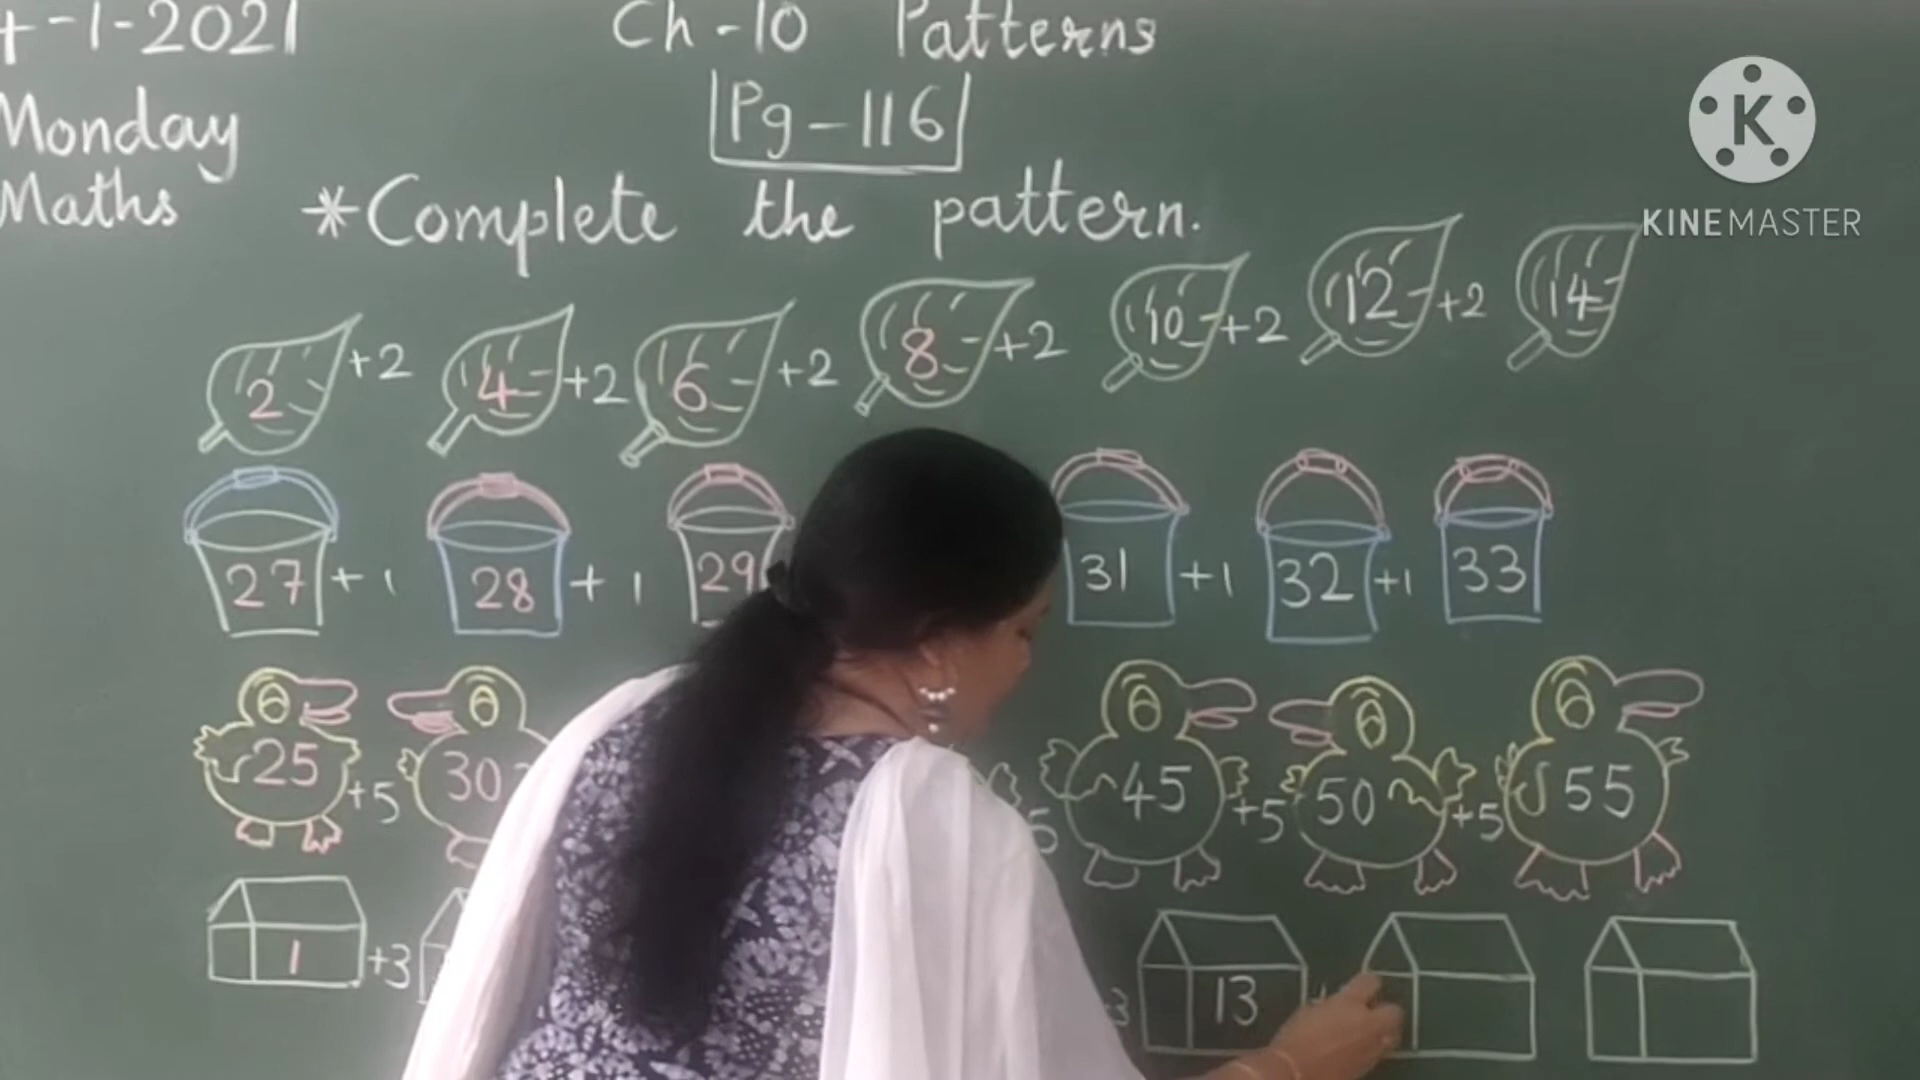 -1-2021
Monday
Maths
Ch-10 Patterns
Pg-116
*Complete the pattern.
2 +2 4 +2 6 +2 8 +2 10 +2 12 +2 14
27 +1 28 +1 29 31 +1 32 +1 33
25 +5 30 5 45 +5 50 +5 55
1 +3 3 13
K
KINEMASTER